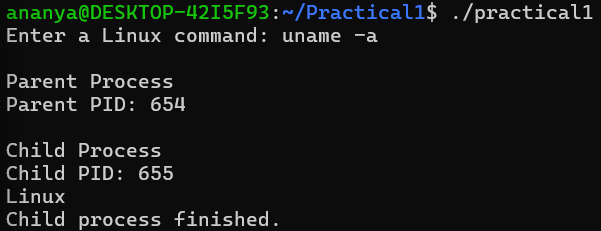 ananya@DESKTOP-42I5F93:~/Practical1$ ./practical1
Enter a Linux command: uname -a
Parent Process
Parent PID: 654
Child Process
Child PID: 655
Linux
Child process finished.